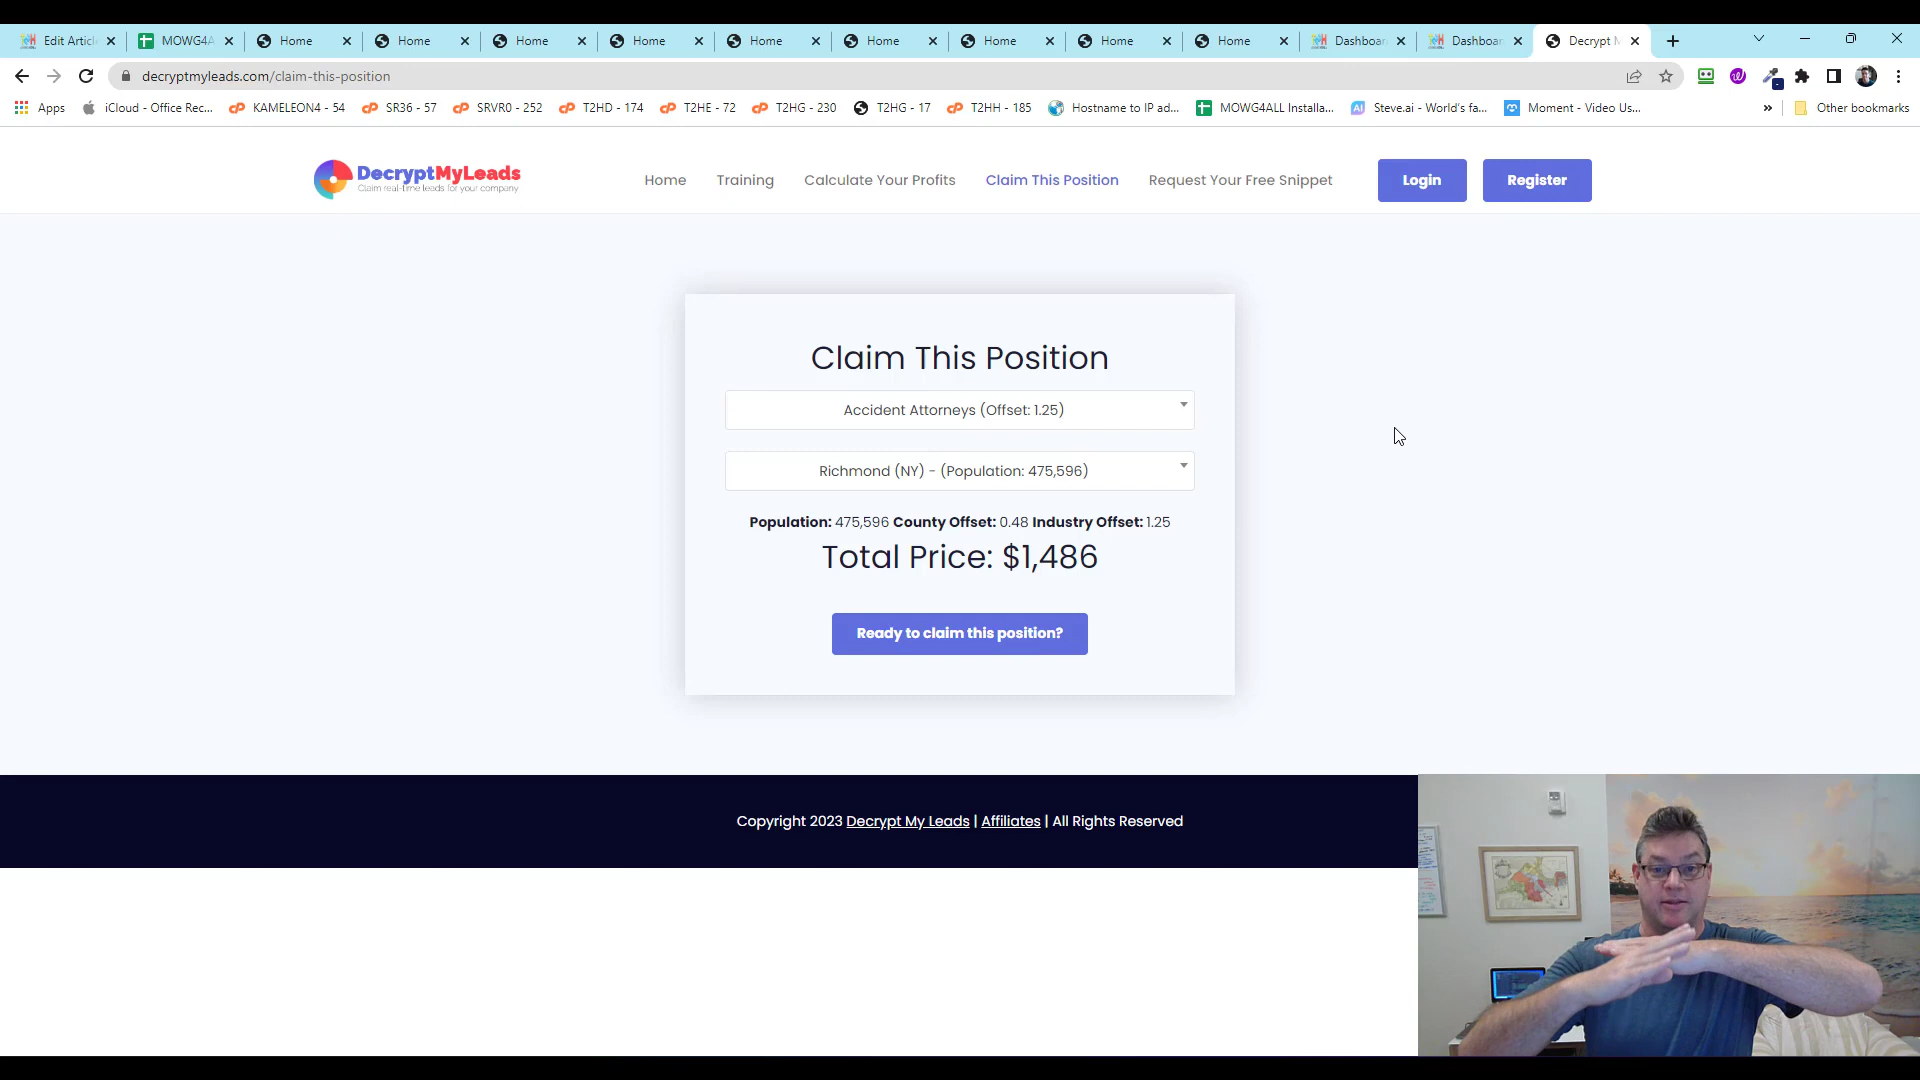 Edit Artic
MOWG4A
Home
Home
Home
Home
Home
Home
Home
Home
Home
Dashboar
Dashboar
Decrypt M
decryptmyleads.com/claim-this-position
Apps
iCloud - Office Rec...
KAMELEON4 - 54
SR36 - 57
SRVR0 - 252
T2HD - 174
T2HE - 72
T2HG - 230
T2HG - 17
T2HH - 185
Hostname to IP ad...
MOWG4ALL Installa...
Steve.ai - World's fa...
Moment - Video Us...
»
Other bookmarks
DecryptMyLeads
Claim real-time leads for your company
Home
Training
Calculate Your Profits
Claim This Position
Request Your Free Snippet
Login
Register
Claim This Position
Accident Attorneys (Offset: 1.25)
Richmond (NY) - (Population: 475,596)
Population: 475,596 County Offset: 0.48 Industry Offset: 1.25
Total Price: $1,486
Ready to claim this position?
Copyright 2023 Decrypt My Leads | Affiliates | All Rights Reserved